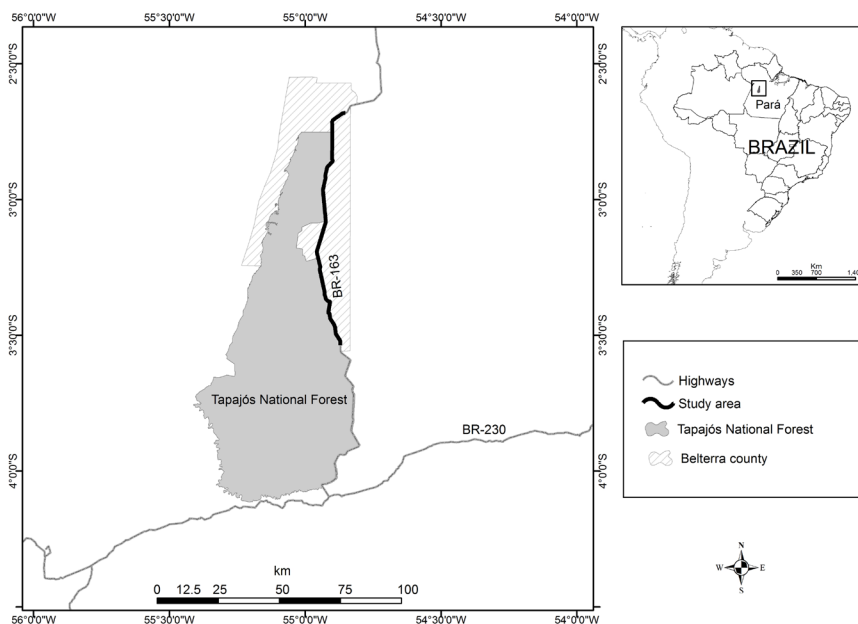 56°0'0"W 55°30'0"W 55°0'0"W 54°30'0"W 54°0'0"W
2°30'0"S
2°30'0"S
3°0'0"S
3°0'0"S
3°30'0"S
3°30'0"S
4°0'0"S
4°0'0"S
BR-163
Tapajós National Forest
BR-230
km
0 12.5 25 50 75 100
56°0'0"W 55°30'0"W 55°0'0"W 54°30'0"W 54°0'0"W
Pará
BRAZIL
Km
0 350 700 1,40
Highways
Study area
Tapajós National Forest
Belterra county
N
W E
S